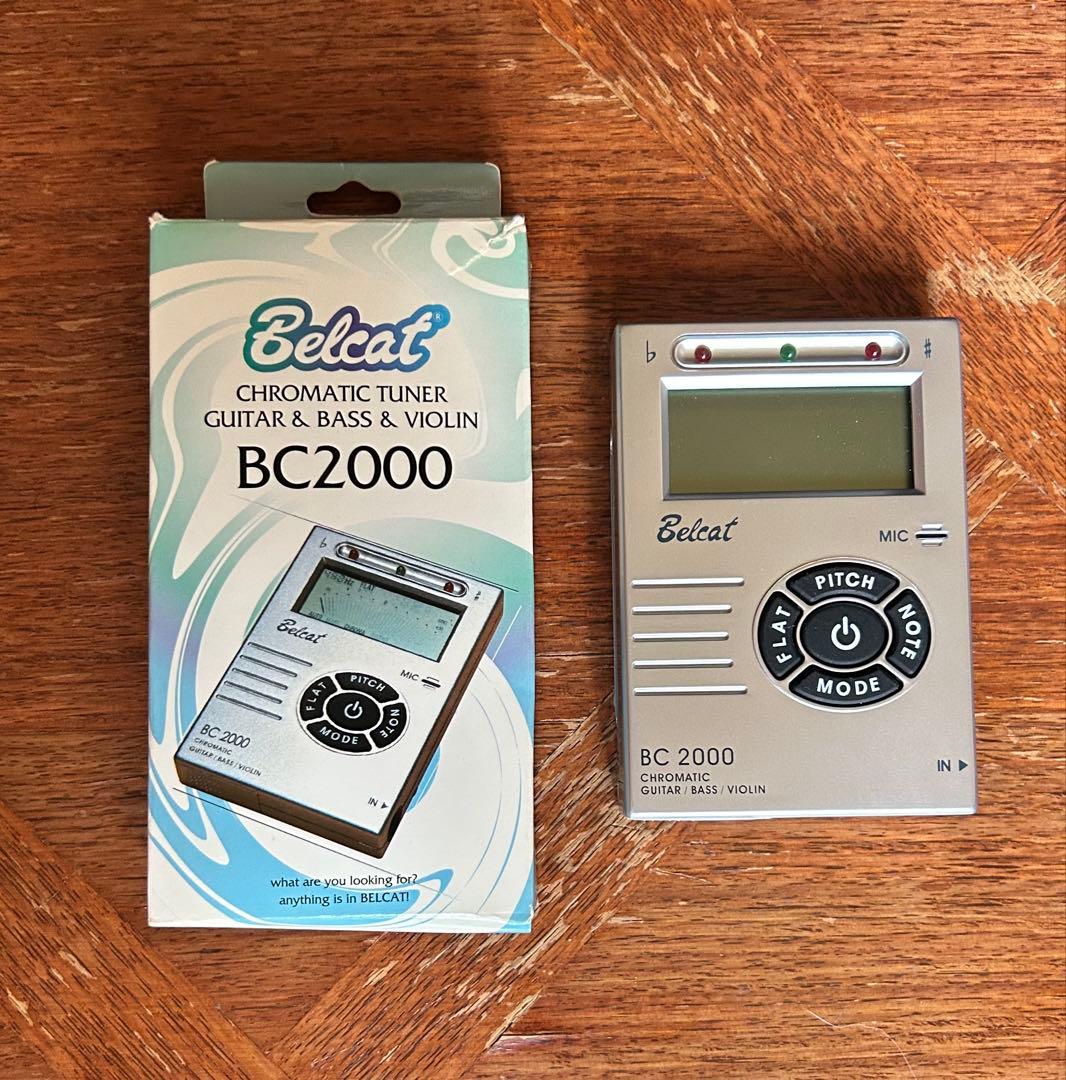 Belcat®
CHROMATIC TUNER
GUITAR & BASS & VIOLIN
BC2000
♭
♯
Belcat
MIC
PITCH
FLAT
NOTE
MODE
BC 2000
CHROMATIC
GUITAR / BASS / VIOLIN
IN ▶
what are you looking for?
anything is in BELCAT!
♭
♯
Belcat
MIC
PITCH
FLAT
NOTE
MODE
BC 2000
IN ▶
CHROMATIC
GUITAR / BASS / VIOLIN